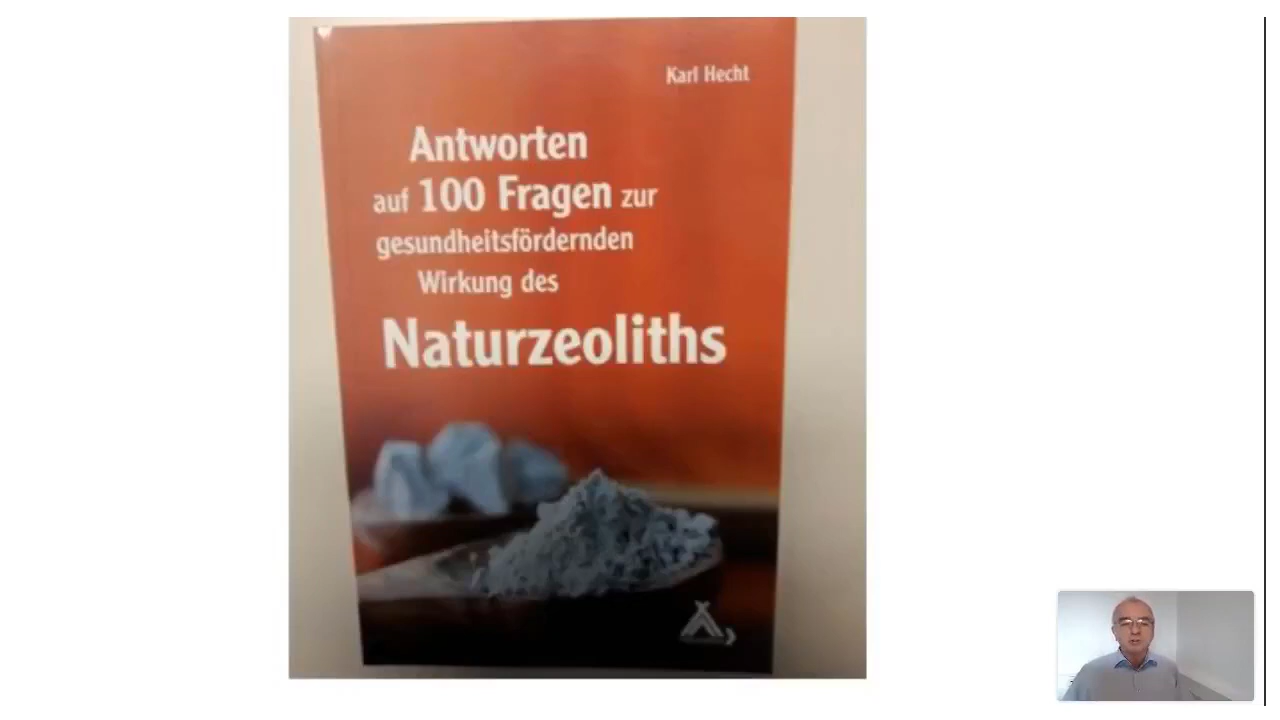 Karl Hecht
Antworten
auf 100 Fragen zur
gesundheitsfördernden
Wirkung des
Naturzeoliths